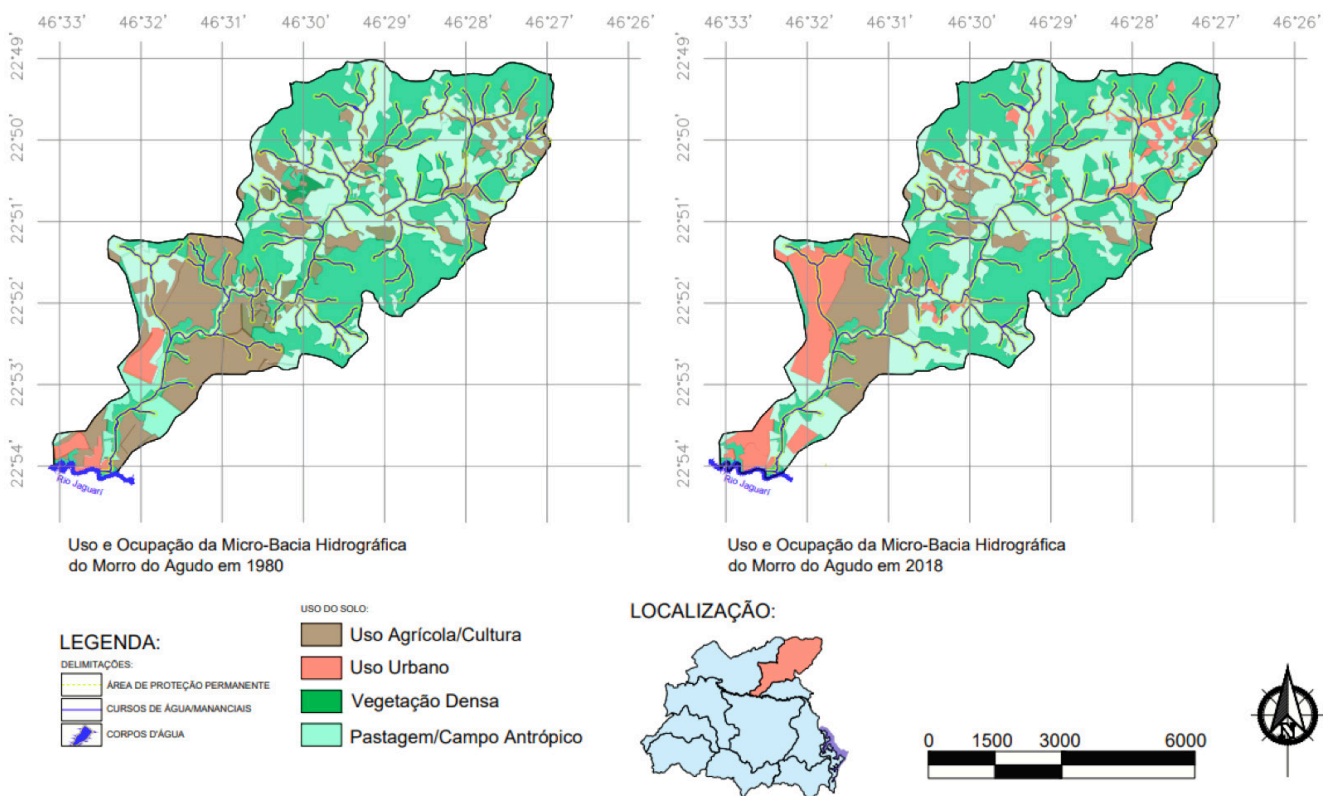 46°33' 46°32' 46°31' 46°30' 46°29' 46°28' 46°27' 46°26'
46°33' 46°32' 46°31' 46°30' 46°29' 46°28' 46°27' 46°26'
22°49'
22°50'
22°51'
22°52'
22°53'
22°54'
22°49'
22°50'
22°51'
22°52'
22°53'
22°54'
Rio Jaguarí
Rio Jaguarí
Uso e Ocupação da Micro-Bacia Hidrográfica
do Morro do Agudo em 1980
Uso e Ocupação da Micro-Bacia Hidrográfica
do Morro do Agudo em 2018
LEGENDA:
DELIMITAÇÕES:
ÁREA DE PROTEÇÃO PERMANENTE
CURSOS DE ÁGUA/MANANCIAIS
CORPOS D'ÁGUA
USO DO SOLO:
Uso Agrícola/Cultura
Uso Urbano
Vegetação Densa
Pastagem/Campo Antrópico
LOCALIZAÇÃO:
0 1500 3000 6000
N